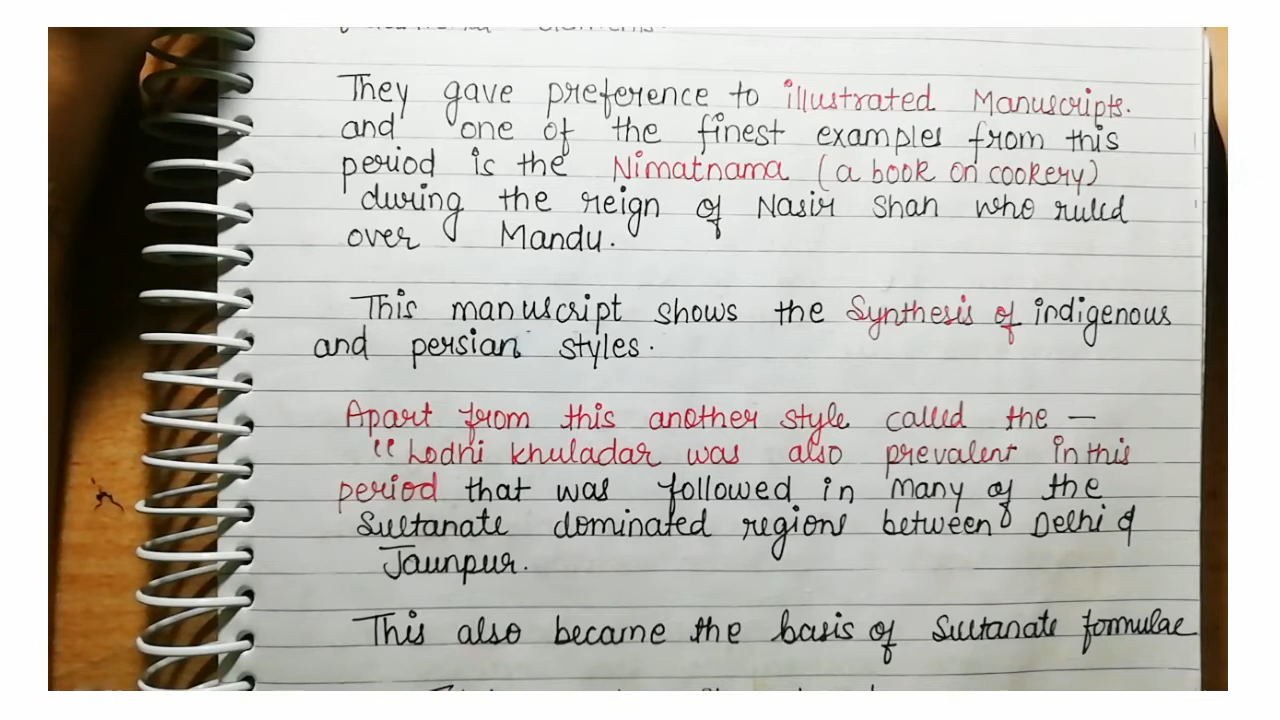 elements.
They gave preference to illustrated Manuscripts.
and one of the finest examples from this
period is the Nimatnama (a book on cookery)
during the reign of Nasir Shah who ruled
over Mandu.
This manuscript shows the Synthesis of indigenous
and persian styles.
Apart from this another style called the —
“Lodhi khuladar was also prevalent in this
period that was followed in many of the
Sultanate dominated regions between Delhi &
Jaunpur.
This also became the basis of Sultanate formulae